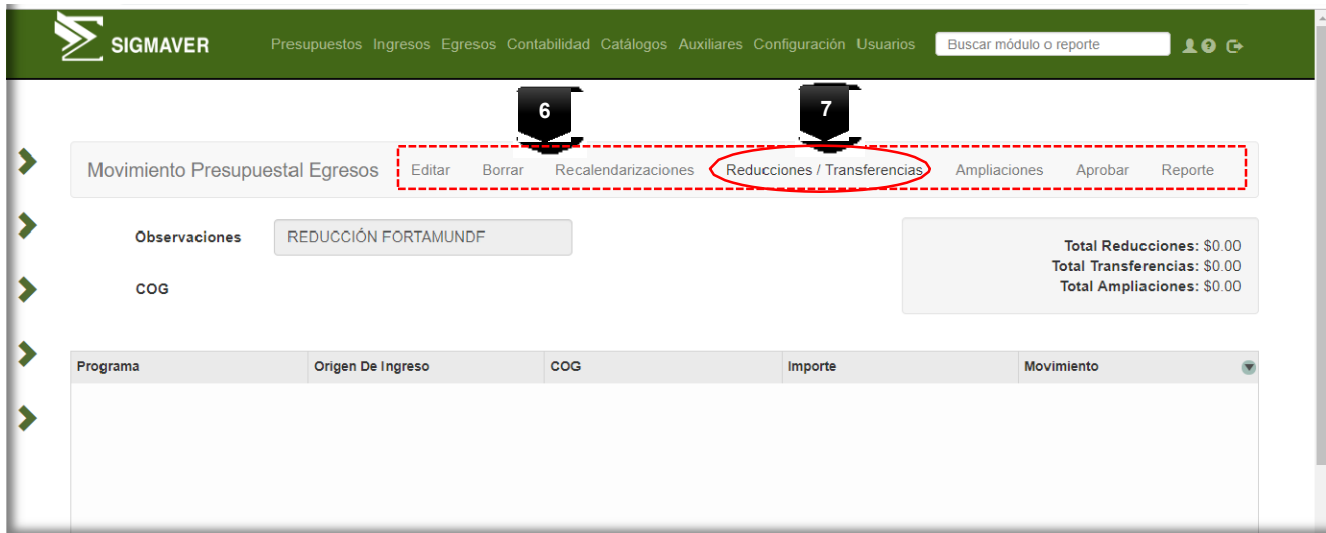 SIGMAVER Presupuestos Ingresos Egresos Contabilidad Catálogos Auxiliares Configuración Usuarios Buscar módulo o reporte
6 7
Movimiento Presupuestal Egresos Editar Borrar Recalendarizaciones Reducciones / Transferencias Ampliaciones Aprobar Reporte
Observaciones REDUCCIÓN FORTAMUNDF
Total Reducciones: $0.00
Total Transferencias: $0.00
COG
Total Ampliaciones: $0.00
Programa Origen De Ingreso COG Importe Movimiento